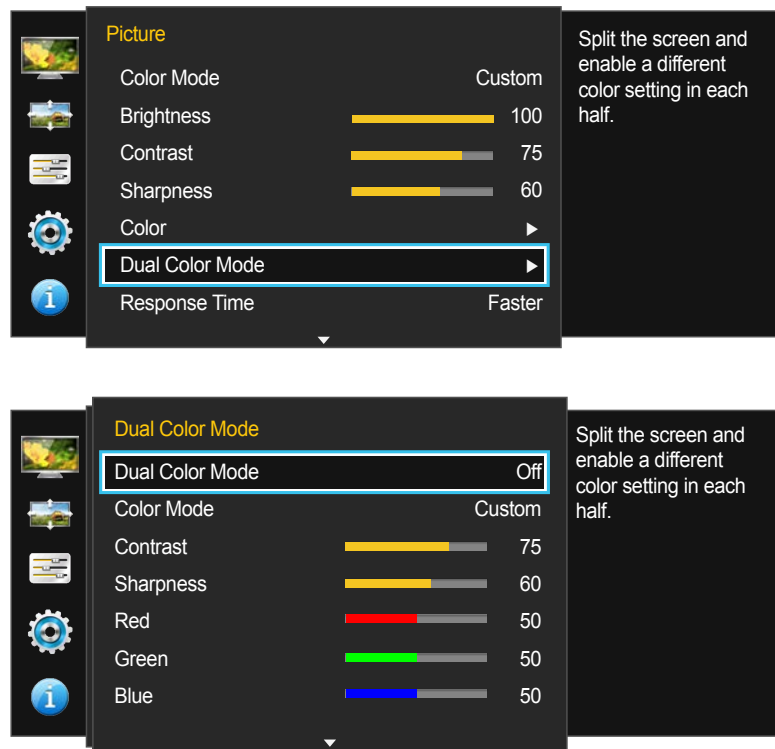 Picture
Color Mode Custom
Brightness 100
Contrast 75
Sharpness 60
Color
Dual Color Mode
Response Time Faster
Split the screen and
enable a different
color setting in each
half.
i
Dual Color Mode
Dual Color Mode Off
Color Mode Custom
Contrast 75
Sharpness 60
Red 50
Green 50
Blue 50
Split the screen and
enable a different
color setting in each
half.
i